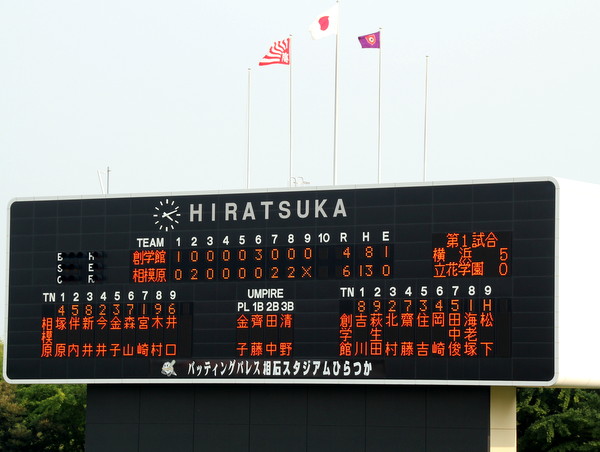 HIRATSUKA
TEAM 1 2 3 4 5 6 7 8 9 10 R H E
創学館 1 0 0 0 0 3 0 0 0 4 8 1
相模原 0 2 0 0 0 0 2 2 X 6 13 0
第1試合
横浜 5
立花学園 0
TN 1 2 3 4 5 6 7 8 9
4 5 8 2 3 7 1 9 6
相模原 塚原 伴内 新井 今井 金子 森山 宮崎 木村 井口
UMPIRE
PL 1B 2B 3B
金子 齊藤 田中 清野
TN 1 2 3 4 5 6 7 8 9
8 9 2 7 3 4 5 1 H
創学館 吉川 萩生田 北村 齋藤 住吉 岡崎 田中俊 海老塚 松下
バッティングパレス相石スタジアムひらつか